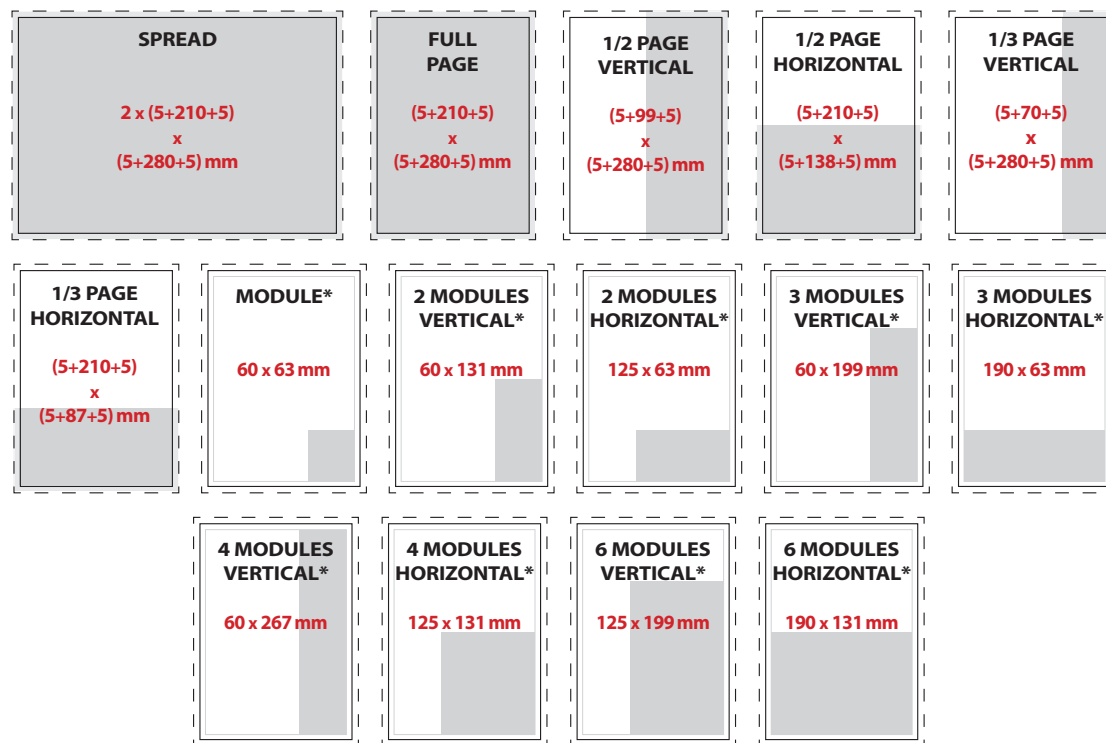 SPREAD
2 x (5+210+5)
x
(5+280+5) mm
FULL
PAGE
(5+210+5)
x
(5+280+5) mm
1/2 PAGE
VERTICAL
(5+99+5)
x
(5+280+5) mm
1/2 PAGE
HORIZONTAL
(5+210+5)
x
(5+138+5) mm
1/3 PAGE
VERTICAL
(5+70+5)
x
(5+280+5) mm
1/3 PAGE
HORIZONTAL
(5+210+5)
x
(5+87+5) mm
MODULE*
60 x 63 mm
2 MODULES
VERTICAL*
60 x 131 mm
2 MODULES
HORIZONTAL*
125 x 63 mm
3 MODULES
VERTICAL*
60 x 199 mm
3 MODULES
HORIZONTAL*
190 x 63 mm
4 MODULES
VERTICAL*
60 x 267 mm
4 MODULES
HORIZONTAL*
125 x 131 mm
6 MODULES
VERTICAL*
125 x 199 mm
6 MODULES
HORIZONTAL*
190 x 131 mm